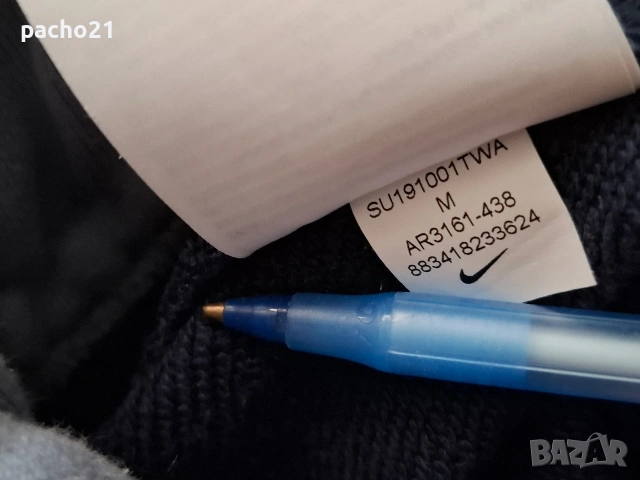 pacho21
SU191001TWA
M
AR3161-438
883418233624
BAZAR